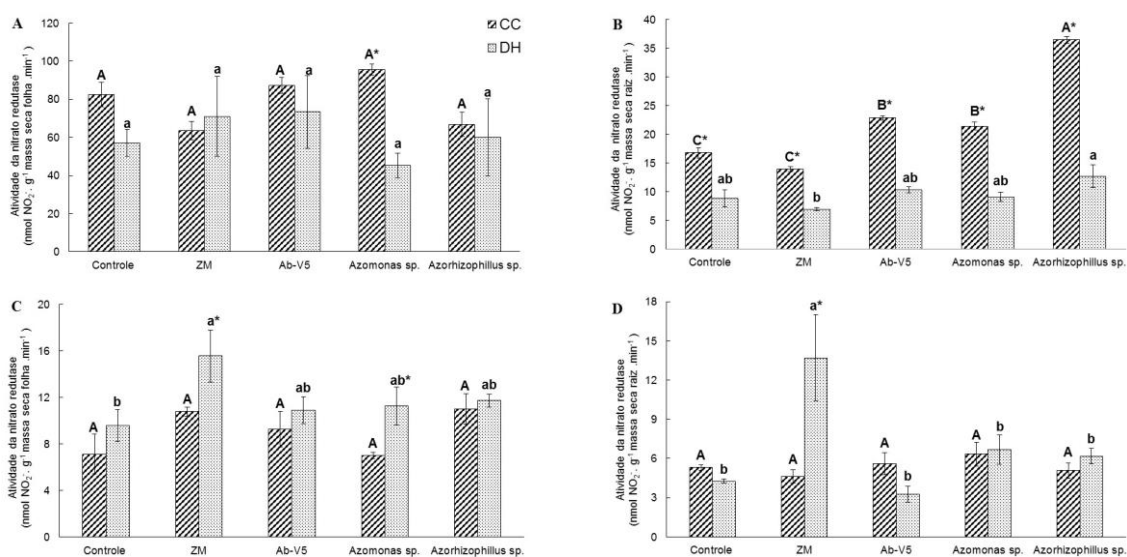 A
Atividade da nitrato redutase
(nmol NO₂⁻. g⁻¹ massa seca folha .min⁻¹ )
120
100
80
60
40
20
0
CC
DH
A
a
A
a
A
a
A*
a
A
a
Controle ZM Ab-V5 Azomonas sp. Azorhizophillus sp.
B
Atividade da nitrato redutase
(nmol NO₂⁻. g⁻¹ massa seca raiz .min⁻¹ )
40
35
30
25
20
15
10
5
0
C*
ab
C*
b
B*
ab
B*
ab
A*
a
Controle ZM Ab-V5 Azomonas sp. Azorhizophillus sp.
C
Atividade da nitrato redutase
(nmol NO₂⁻. g⁻¹ massa seca folha .min⁻¹ )
20
16
12
8
4
0
A
b
A
a*
A
ab
A
ab*
A
ab
Controle ZM Ab-V5 Azomonas sp. Azorhizophillus sp.
D
Atividade da nitrato redutase
(nmol NO₂⁻. g⁻¹ massa seca raiz .min⁻¹ )
18
15
12
9
6
3
0
A
b
A
a*
A
b
A
b
A
b
Controle ZM Ab-V5 Azomonas sp. Azorhizophillus sp.